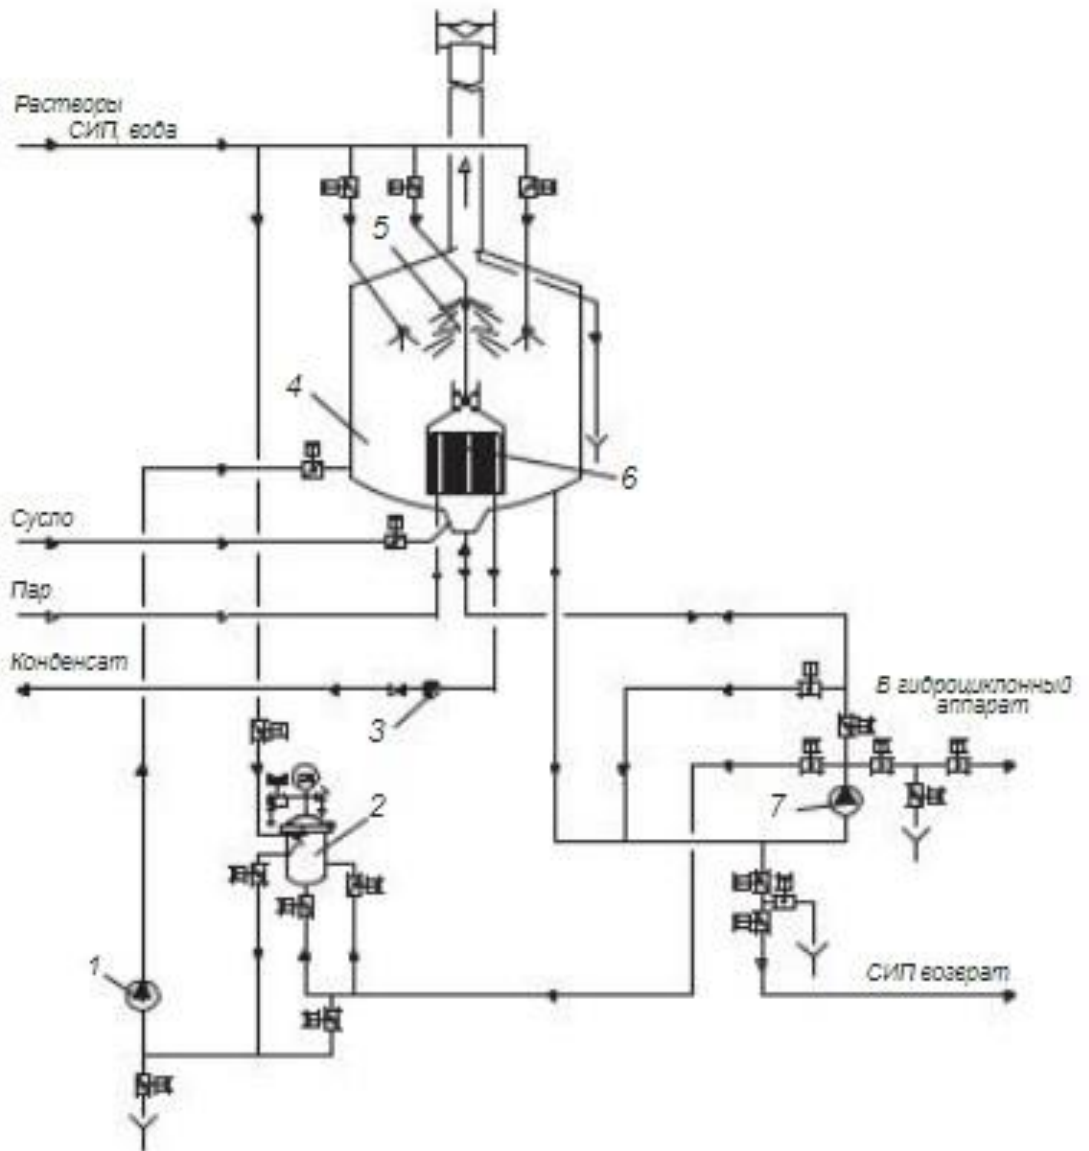 Растворы
СИП, вода
5
4
6
Сусло
Пар
Конденсат
В гидроциклонный
аппарат
3
7
2
1
СИП возврат